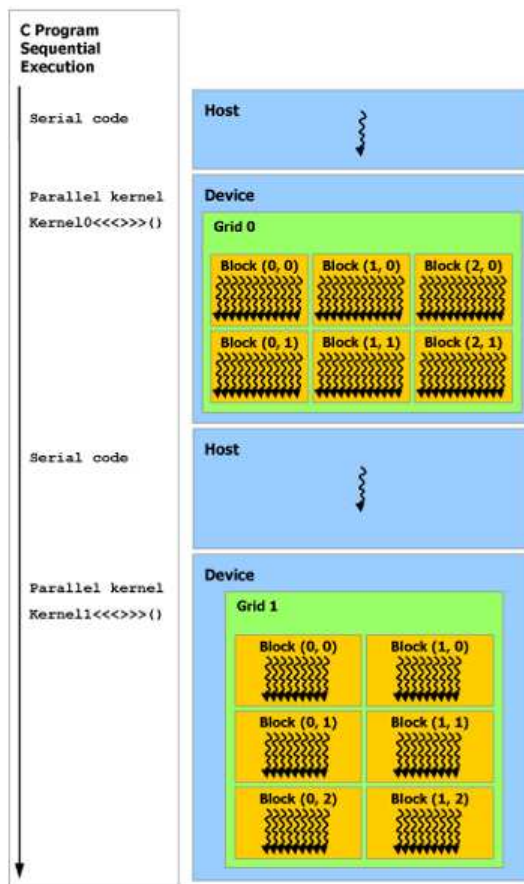 C Program
Sequential
Execution
Serial code
Host
Parallel kernel
Kernel0<<<>>>()
Device
Grid 0
Block (0, 0) Block (1, 0) Block (2, 0)
Block (0, 1) Block (1, 1) Block (2, 1)
Serial code
Host
Parallel kernel
Kernel1<<<>>>()
Device
Grid 1
Block (0, 0) Block (1, 0)
Block (0, 1) Block (1, 1)
Block (0, 2) Block (1, 2)